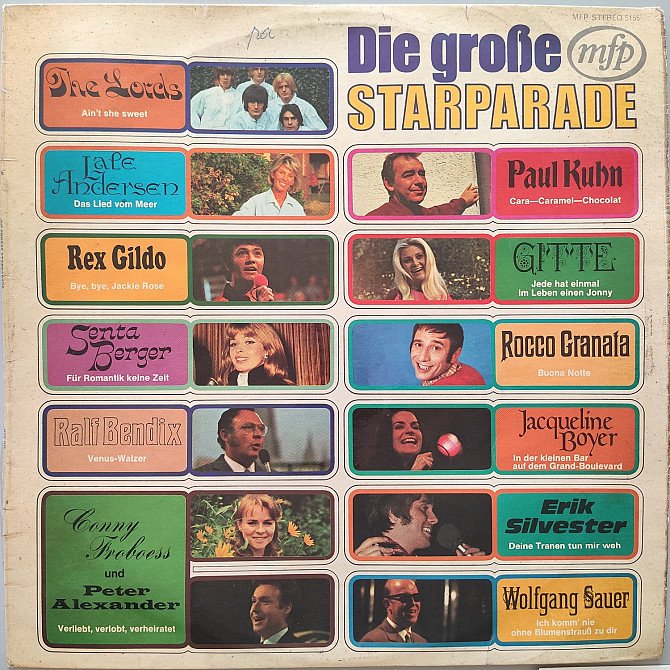 MFP STEREO 5155
Die große
mfp
STARPARADE
The Lords
Ain't she sweet
Lale
Andersen
Das Lied vom Meer
Paul Kuhn
Cara—Caramel—Chocolat
Rex Gildo
Bye, bye, Jackie Rose
GITTE
Jede hat einmal
im Leben einen Jonny
Senta
Berger
Für Romantik keine Zeit
Rocco Granata
Buona Notte
Ralf Bendix
Venus-Walzer
Jacqueline
Boyer
In der kleinen Bar
auf dem Grand-Boulevard
Conny
Froboess
und
Peter
Alexander
Verliebt, verlobt, verheiratet
Erik
Silvester
Deine Tranen tun mir weh
Wolfgang Sauer
Ich komm' nie
ohne Blumenstrauß zu dir